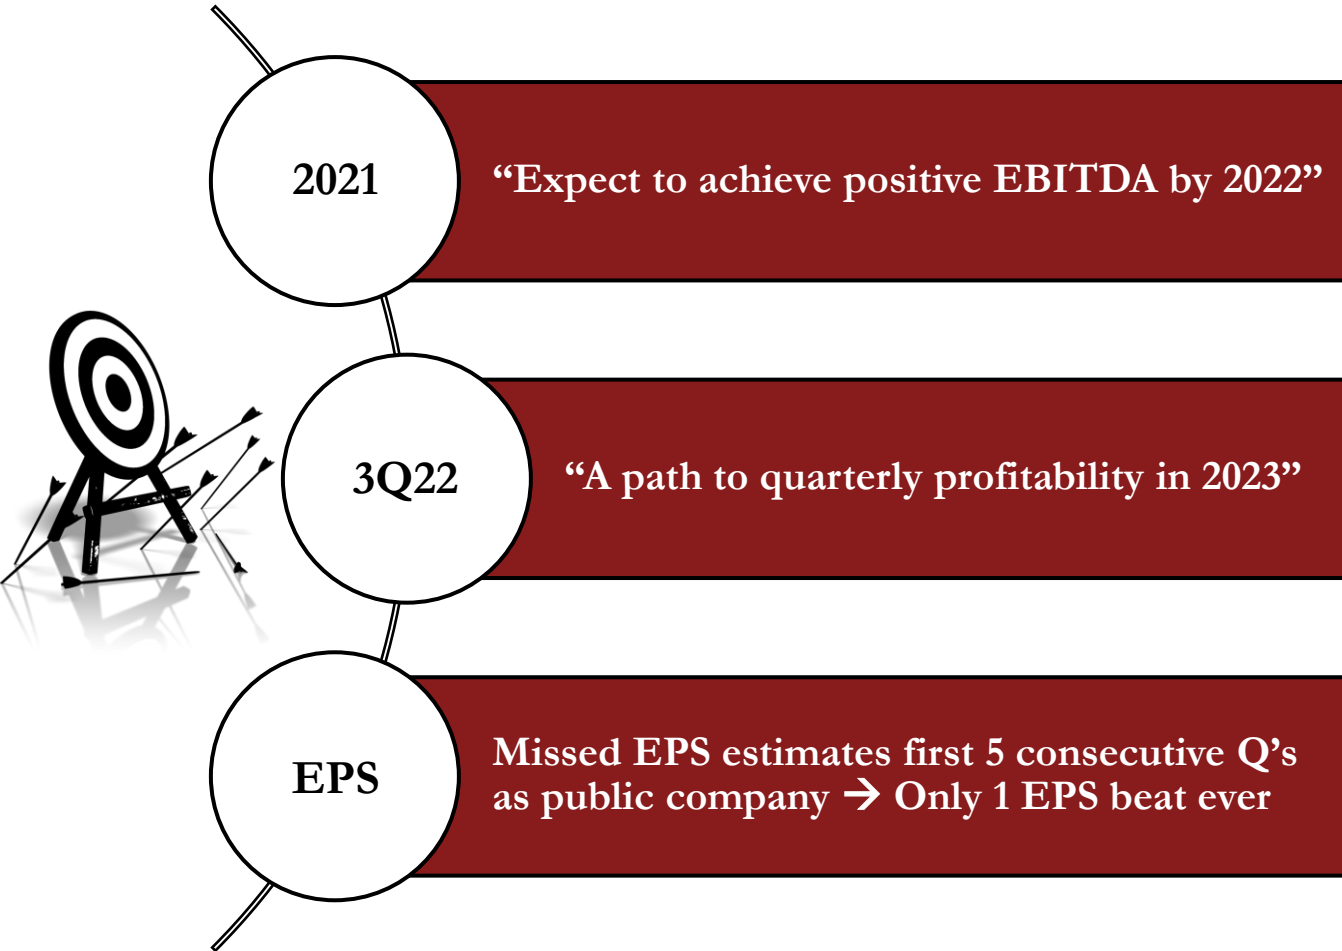 2021
“Expect to achieve positive EBITDA by 2022”
3Q22
“A path to quarterly profitability in 2023”
EPS
Missed EPS estimates first 5 consecutive Q’s
as public company → Only 1 EPS beat ever